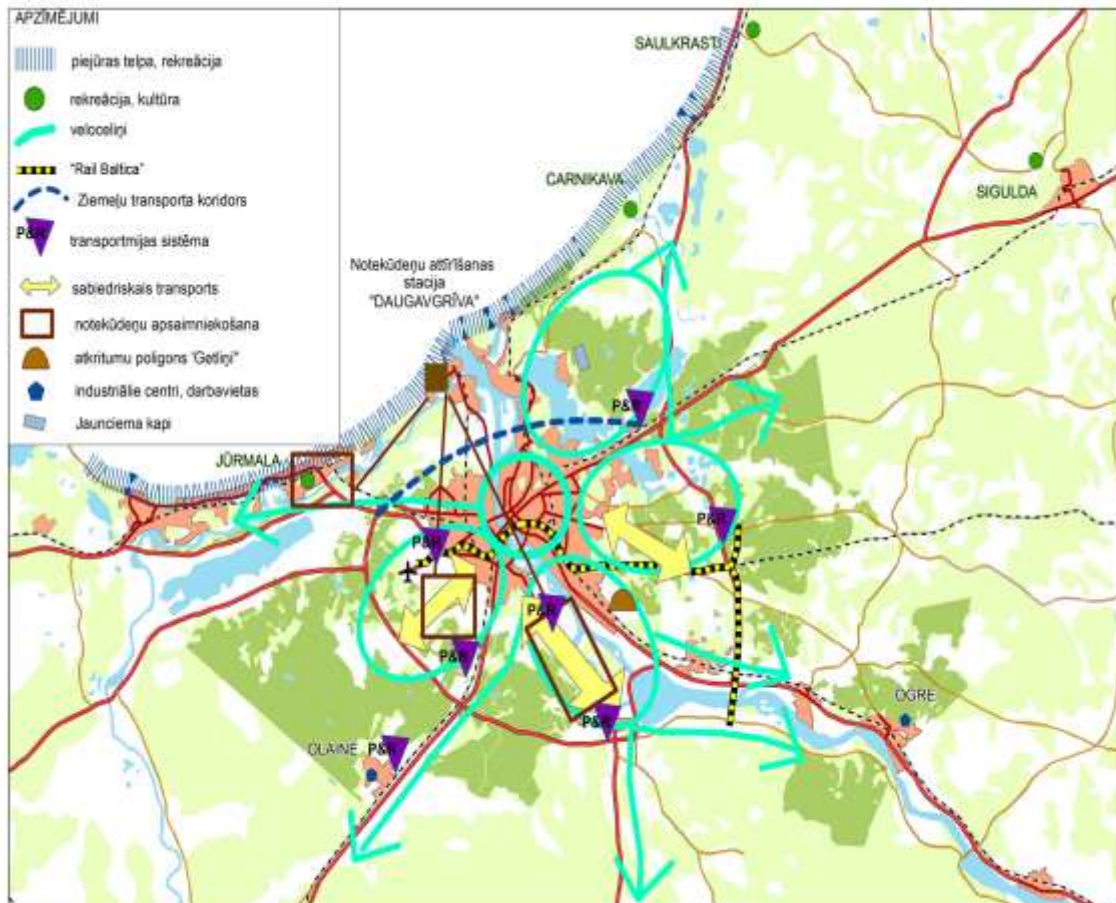 APZĪMĒJUMI
piejūras telpa, rekreācija
rekreācija, kultūra
veloceliņi
"Rail Baltica"
Ziemeļu transporta koridors
P&R
transportmijas sistēma
sabiedriskais transports
notekūdeņu apsaimniekošana
atkritumu poligons 'Getliņi"
industriālie centri, darbavietas
Jaunciema kapi
SAULKRASTI
SIGULDA
CARNIKAVA
Notekūdeņu attīrīšanas
stacija
"DAUGAVGRĪVA"
P&R
JŪRMALA
P&R
P&R
P&R
P&R
OGRE
P&R
OLAINE
P&R